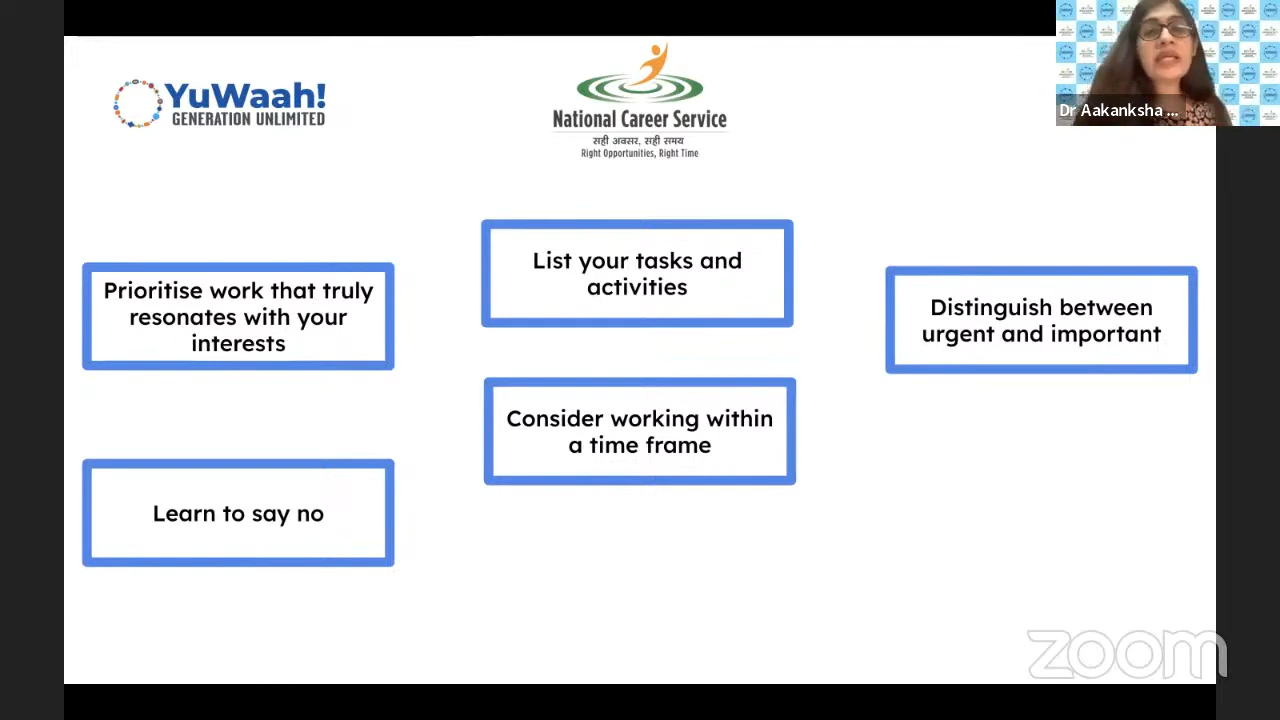 YuWaah!
GENERATION UNLIMITED
National Career Service
सही अवसर, सही समय
Right Opportunities, Right Time
Dr Aakanksha ...
Prioritise work that truly
resonates with your
interests
List your tasks and
activities
Distinguish between
urgent and important
Consider working within
a time frame
Learn to say no
zoom